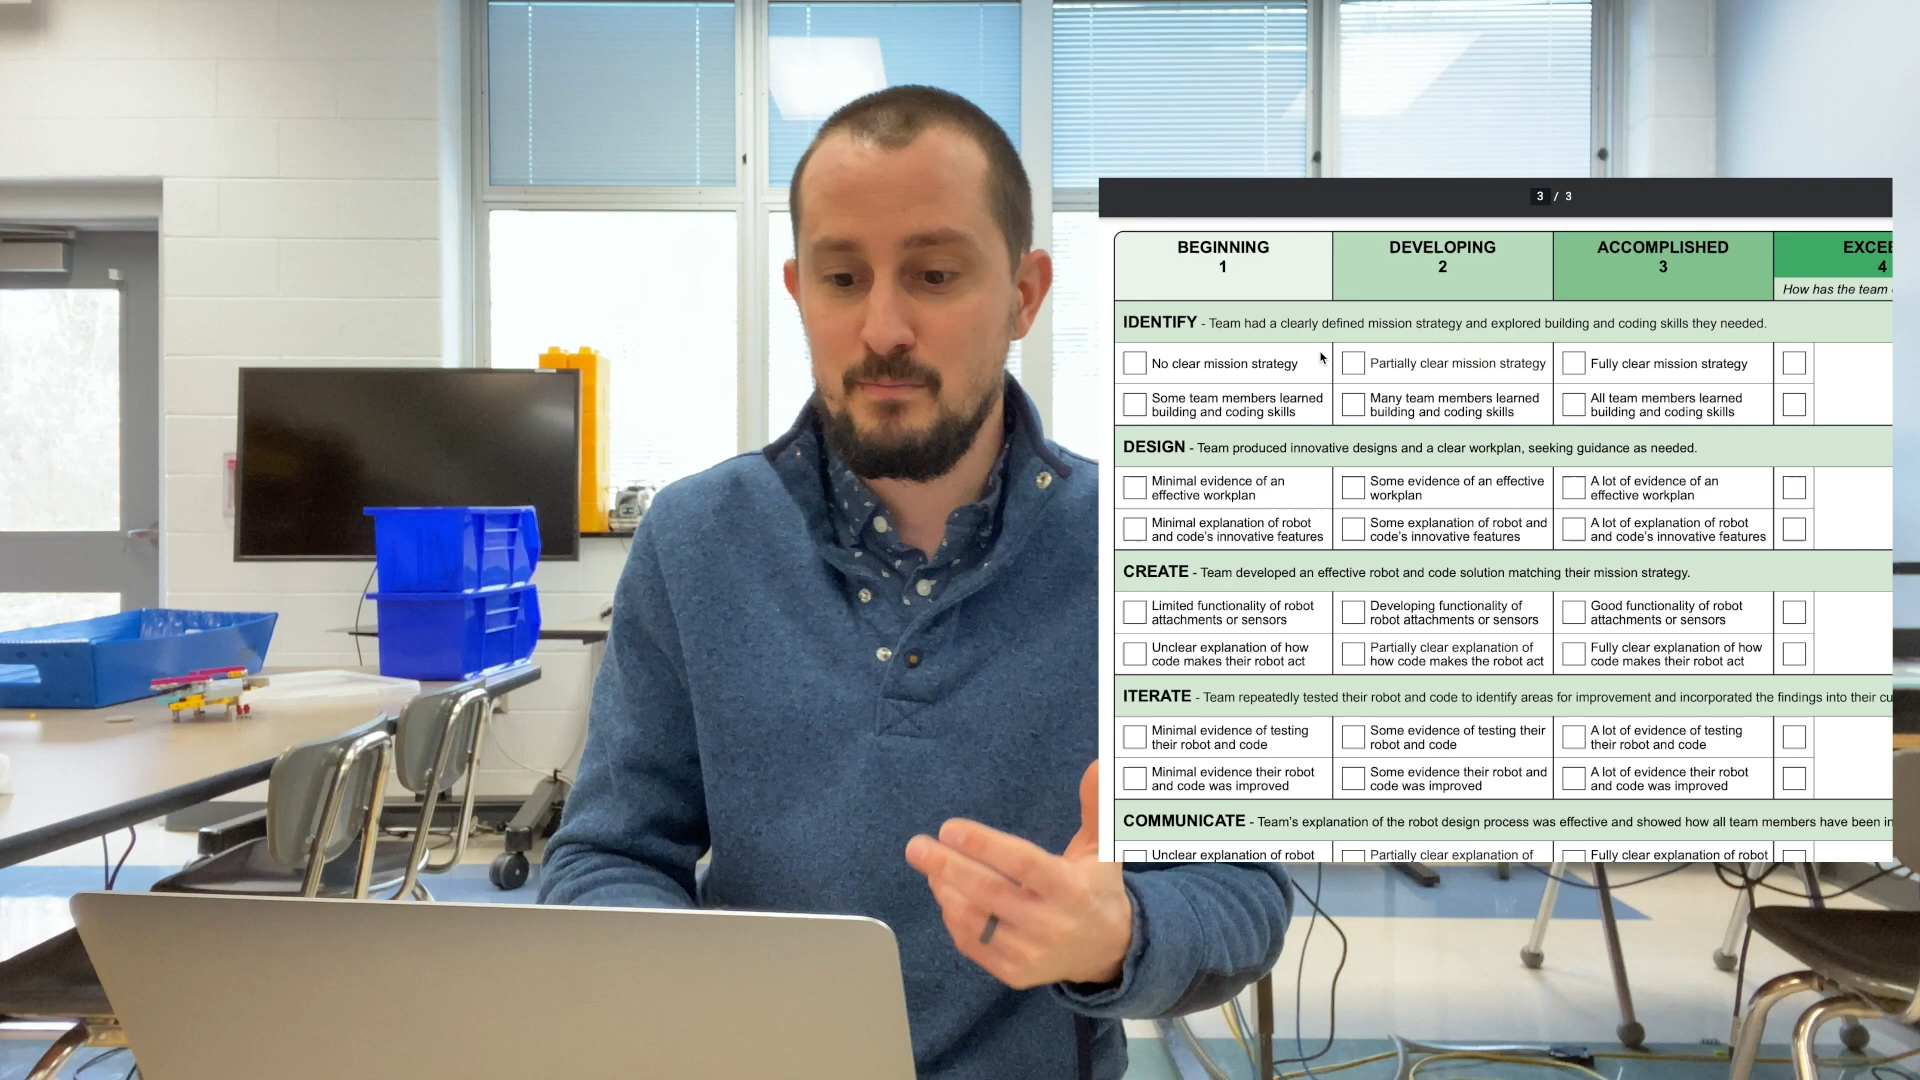 3 / 3
BEGINNING
1
DEVELOPING
2
ACCOMPLISHED
3
4
How has the team
IDENTIFY - Team had a clearly defined mission strategy and explored building and coding skills they needed.
No clear mission strategy
Partially clear mission strategy
Fully clear mission strategy
Some team members learned
building and coding skills
Many team members learned
building and coding skills
All team members learned
building and coding skills
DESIGN - Team produced innovative designs and a clear workplan, seeking guidance as needed.
Minimal evidence of an
effective workplan
Some evidence of an effective
workplan
A lot of evidence of an
effective workplan
Minimal explanation of robot
and code's innovative features
Some explanation of robot and
code's innovative features
A lot of explanation of robot
and code's innovative features
CREATE - Team developed an effective robot and code solution matching their mission strategy.
Limited functionality of robot
attachments or sensors
Developing functionality of
robot attachments or sensors
Good functionality of robot
attachments or sensors
Unclear explanation of how
code makes their robot act
Partially clear explanation of
how code makes the robot act
Fully clear explanation of how
code makes their robot act
ITERATE - Team repeatedly tested their robot and code to identify areas for improvement and incorporated the findings into their
Minimal evidence of testing
their robot and code
Some evidence of testing their
robot and code
A lot of evidence of testing
their robot and code
Minimal evidence their robot
and code was improved
Some evidence their robot and
code was improved
A lot of evidence their robot
and code was improved
COMMUNICATE - Team's explanation of the robot design process was effective and showed how all team members have been
Unclear explanation of robot
Partially clear explanation of
Fully clear explanation of robot